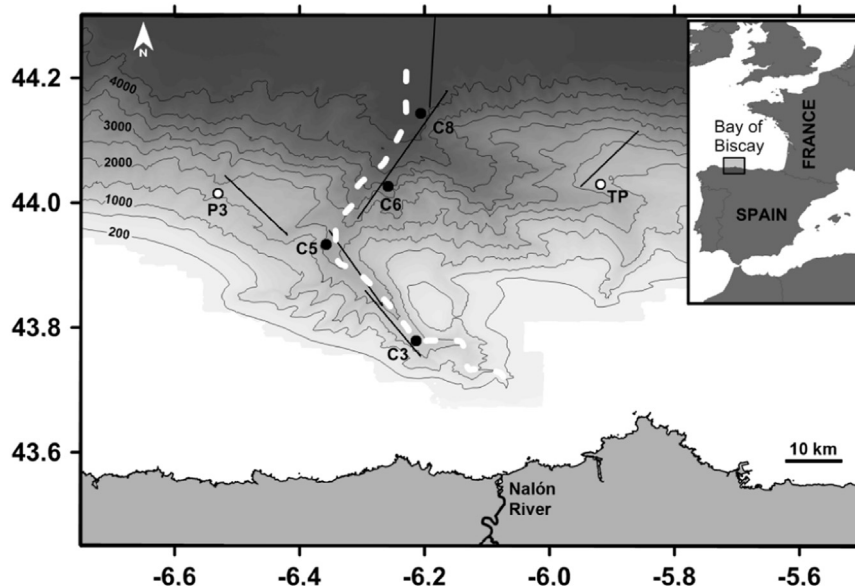 N
44.2
44.0
43.8
43.6
4000
3000
2000
1000
200
C8
C6
P3
TP
C5
C3
Nalón
River
10 km
Bay of
Biscay
FRANCE
SPAIN
-6.6
-6.4
-6.2
-6.0
-5.8
-5.6